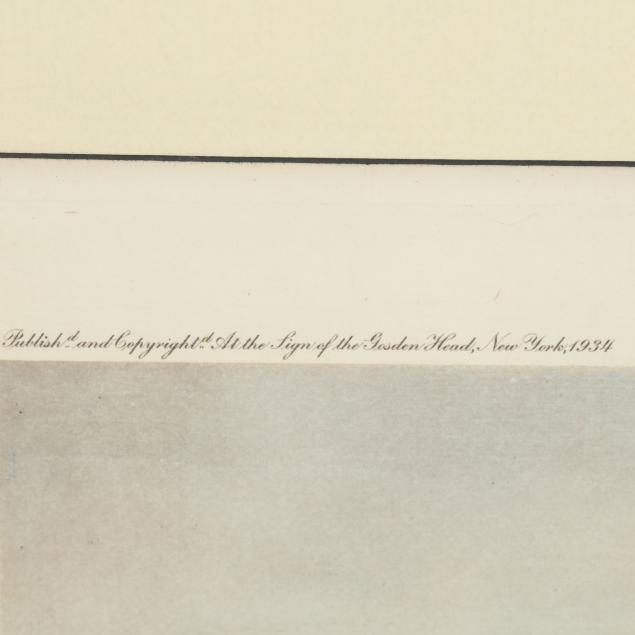 Publish^d and Copyright^d At the Sign of the Gosden Head, New York, 1934